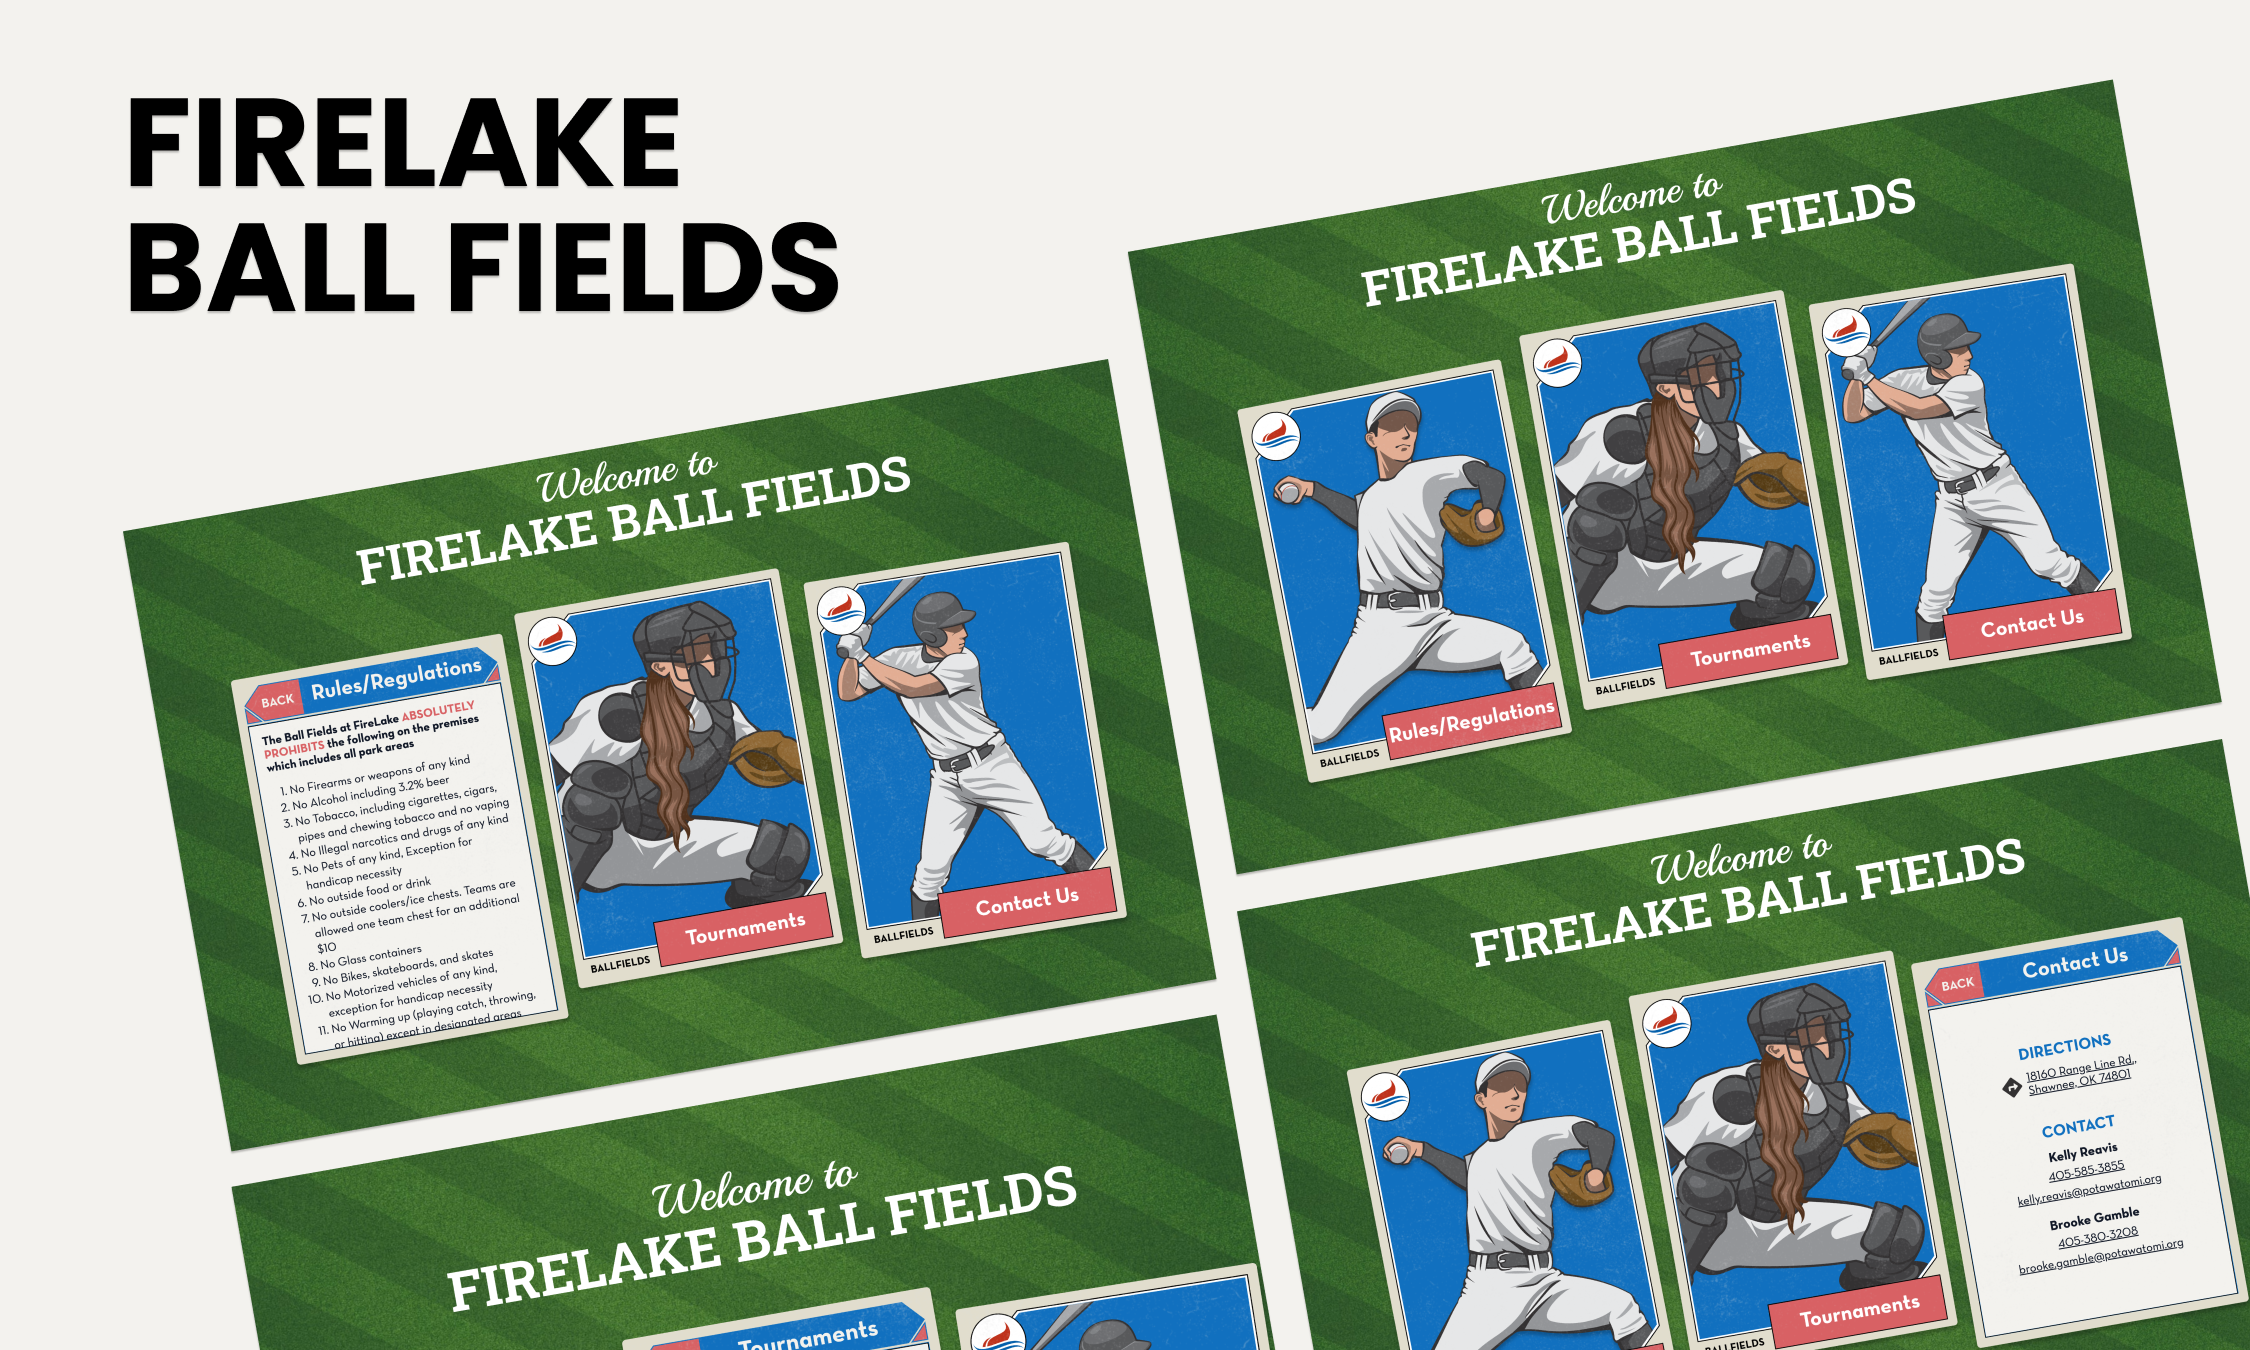 FIRELAKE
BALL FIELDS
Welcome to
FIRELAKE BALL FIELDS
Rules/Regulations
BALLFIELDS
Tournaments
BALLFIELDS
Contact Us
BALLFIELDS
Welcome to
FIRELAKE BALL FIELDS
BACK
Rules/Regulations
The Ball Fields at FireLake ABSOLUTELY
PROHIBITS the following on the premises
which includes all park areas
1. No Firearms or weapons of any kind
2. No Alcohol including 3.2% beer
3. No Tobacco, including cigarettes, cigars,
pipes and chewing tobacco and no vaping
4. No Illegal narcotics and drugs of any kind
5. No Pets of any kind, Exception for
handicap necessity
6. No outside food or drink
7. No outside coolers/ice chests. Teams are
allowed one team chest for an additional
$10
8. No Glass containers
9. No Bikes, skateboards, and skates
10. No Motorized vehicles of any kind,
exception for handicap necessity
11. No Warming up (playing catch, throwing,
or hitting) except in designated areas
Tournaments
BALLFIELDS
Contact Us
BALLFIELDS
Welcome to
FIRELAKE BALL FIELDS
Tournaments
BALLFIELDS
BACK
Contact Us
DIRECTIONS
18160 Range Line Rd.,
Shawnee, OK 74801
CONTACT
Kelly Reavis
405-585-3855
kelly.reavis@potawatomi.org
Brooke Gamble
405-380-3208
brooke.gamble@potawatomi.org
Welcome to
FIRELAKE BALL FIELDS
Tournaments